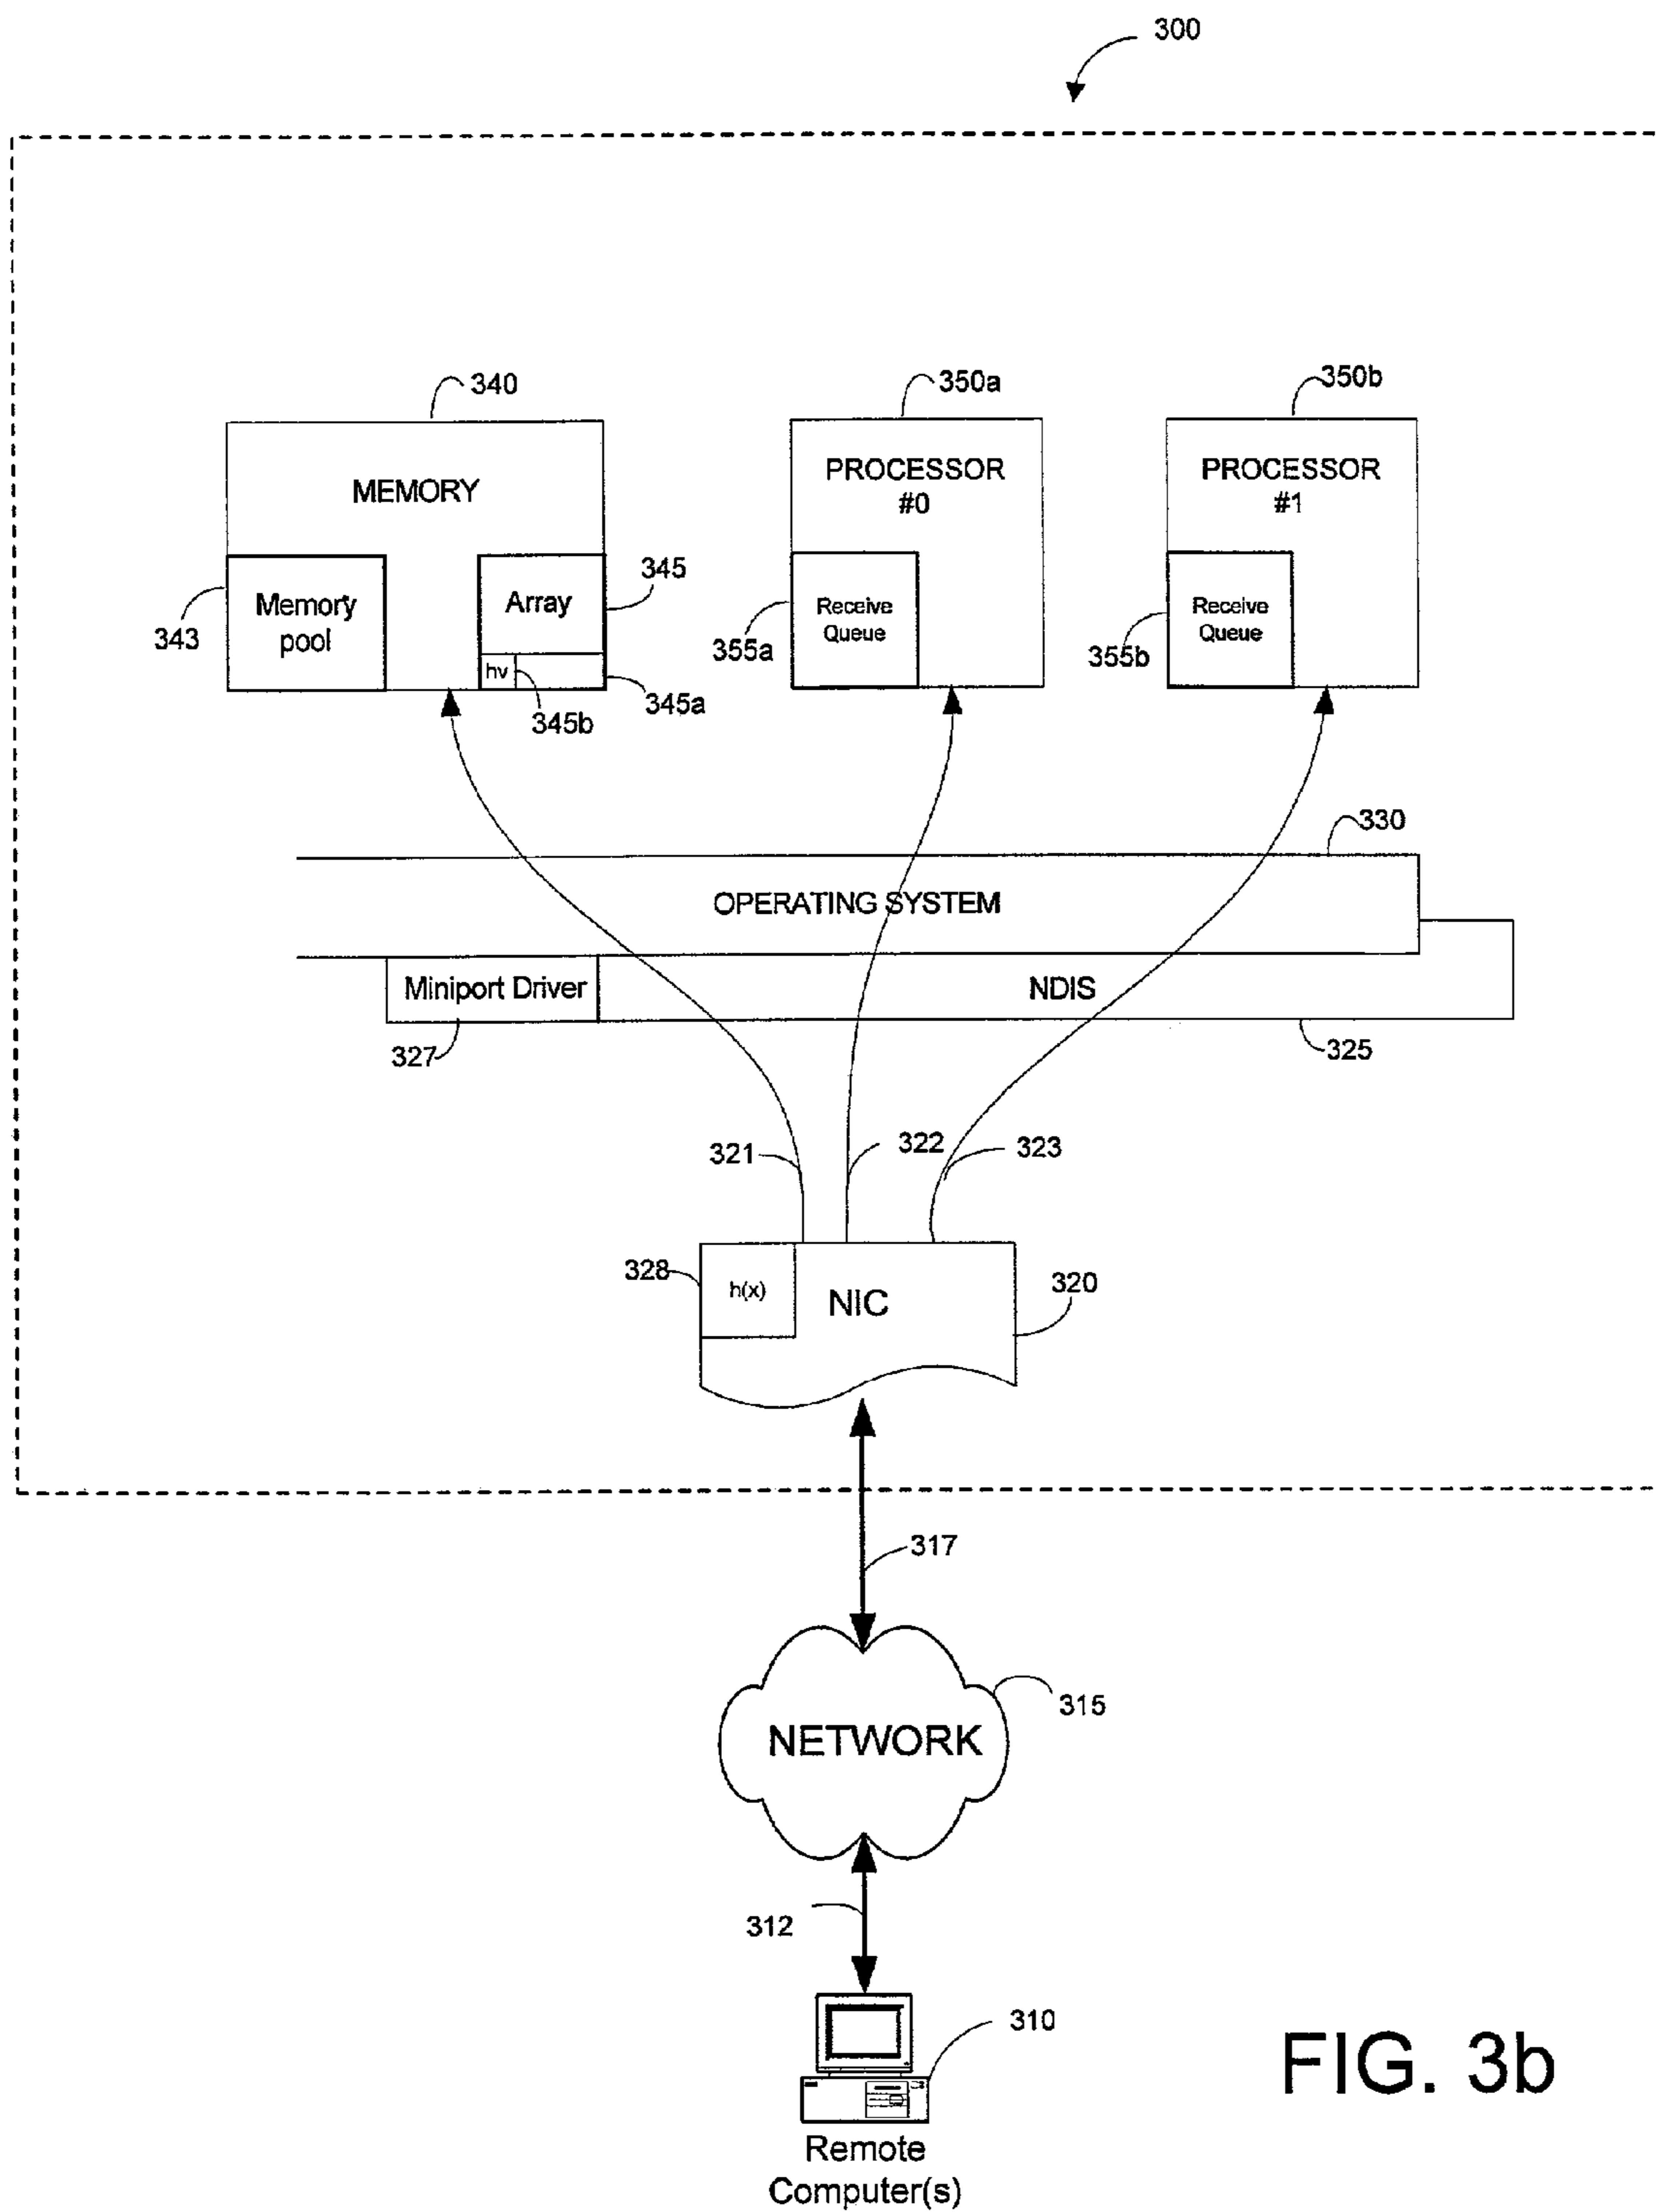 300
340
350a
350b
MEMORY
PROCESSOR
#0
PROCESSOR
#1
343
Memory
pool
Array
345
hv
345b
345a
355a
Receive
Queue
355b
Receive
Queue
330
OPERATING SYSTEM
Miniport Driver
NDIS
327
325
321
322
323
328
h(x)
NIC
320
317
NETWORK
315
312
310
Remote
Computer(s)
FIG. 3b